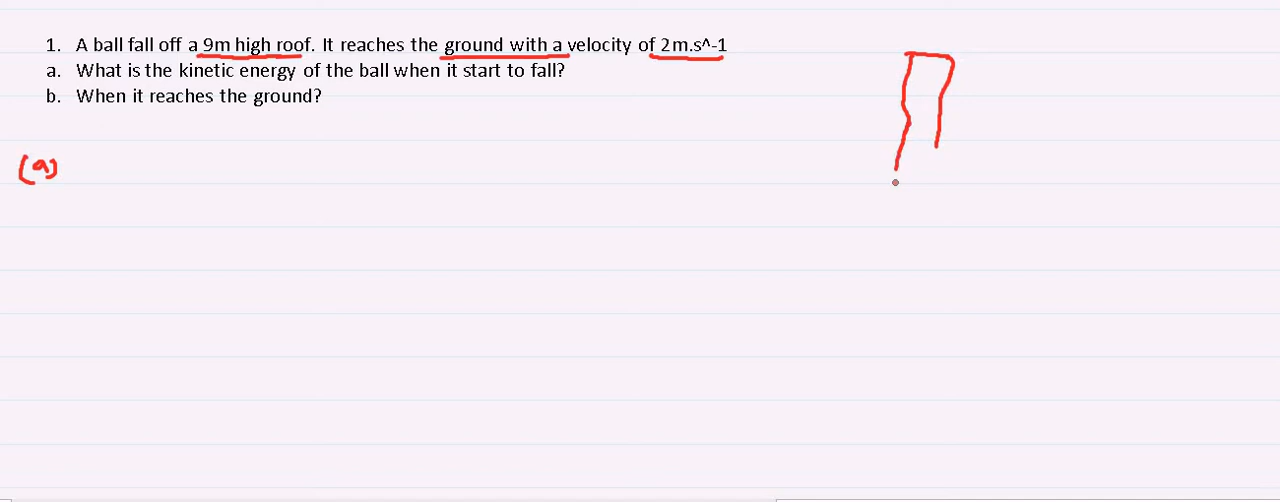 1. A ball fall off a 9m high roof. It reaches the ground with a velocity of 2m.s^-1
a. What is the kinetic energy of the ball when it start to fall?
b. When it reaches the ground?
(a)